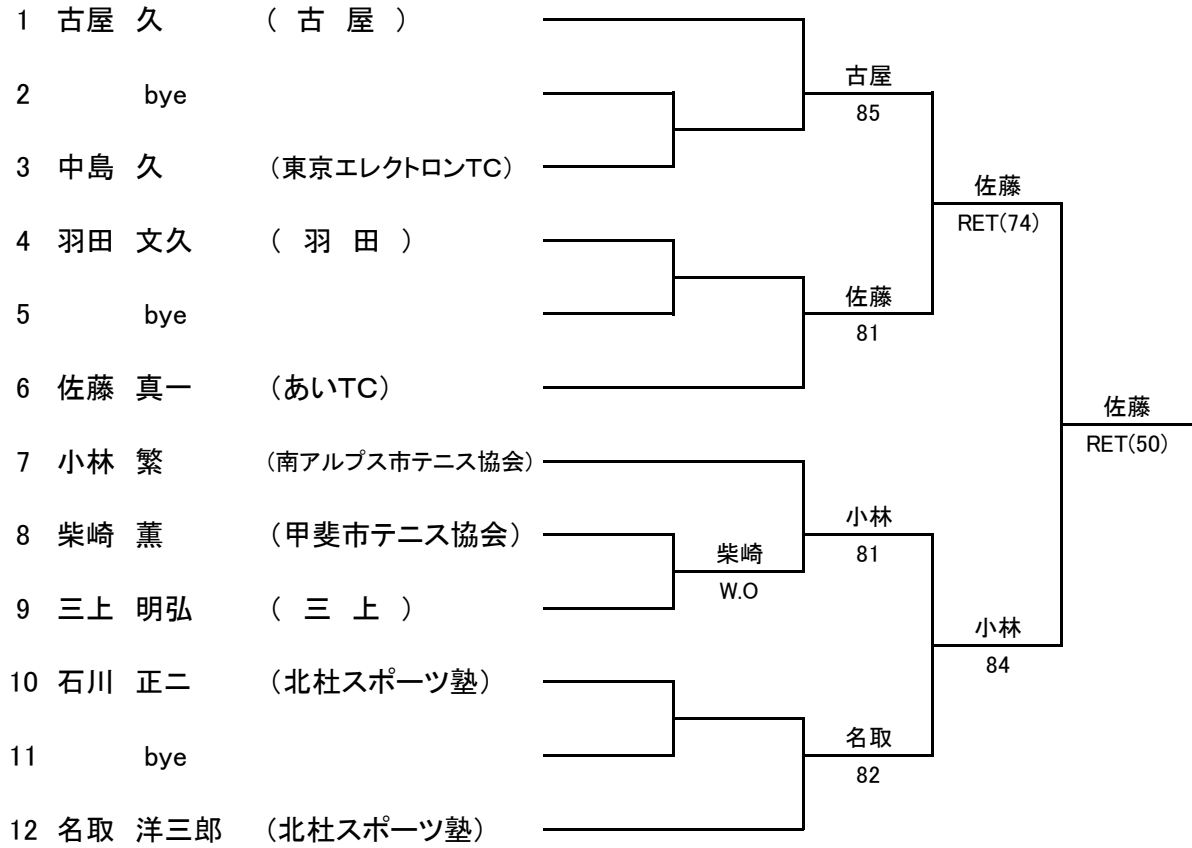 1 古屋 久 ( 古 屋 )
古屋
2 bye
85
3 中島 久 (東京エレクトロンTC)
佐藤
RET(74)
4 羽田 文久 ( 羽 田 )
佐藤
5 bye
81
6 佐藤 真一 (あいTC)
佐藤
RET(50)
7 小林 繁 (南アルプス市テニス協会)
小林
8 柴崎 薫 (甲斐市テニス協会)
柴崎
81
W.O
9 三上 明弘 ( 三 上 )
小林
84
10 石川 正二 (北杜スポーツ塾)
名取
11 bye
82
12 名取 洋三郎 (北杜スポーツ塾)